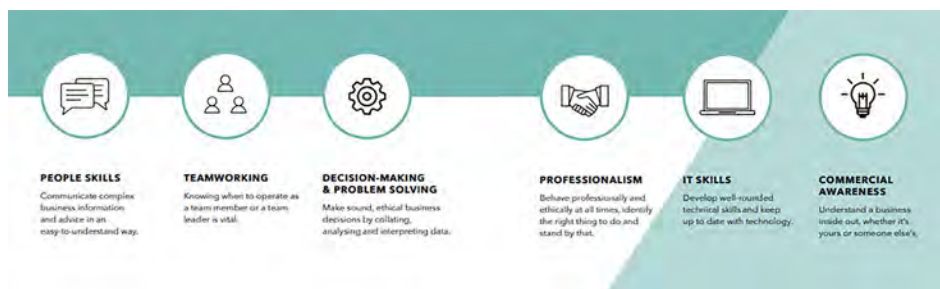 PEOPLE SKILLS
Communicate complex
business information
and advice in an
easy-to-understand way.
TEAMWORKING
Knowing when to operate as
a team member or a team
leader is vital.
DECISION-MAKING
& PROBLEM SOLVING
Make sound, ethical business
decisions by collating,
analysing and interpreting data.
PROFESSIONALISM
Behave professionally and
ethically at all times, identify
the right thing to do and
stand by that.
IT SKILLS
Develop well-rounded
technical skills and keep
up to date with technology.
COMMERCIAL
AWARENESS
Understand a business
inside out, whether it's
yours or someone else's.